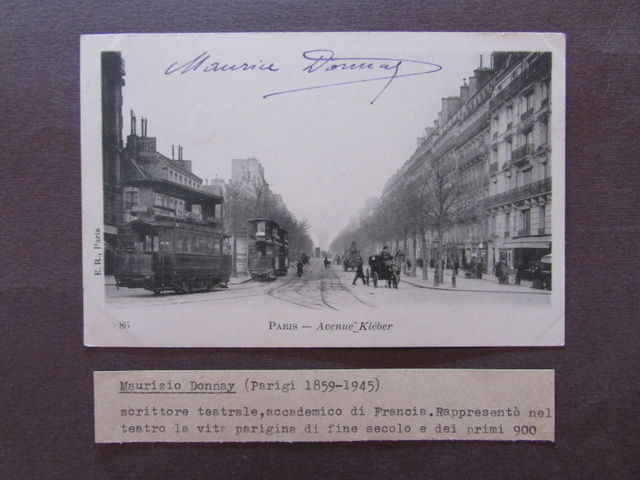 Maurice Donnay
E. R., Paris
86 PARIS — Avenue Kléber
Maurizio Donnay (Parigi 1859-1945)
scrittore teatrale,accademico di Francia.Rappresentò nel
teatro la vita parigina di fine secolo e dei primi 900